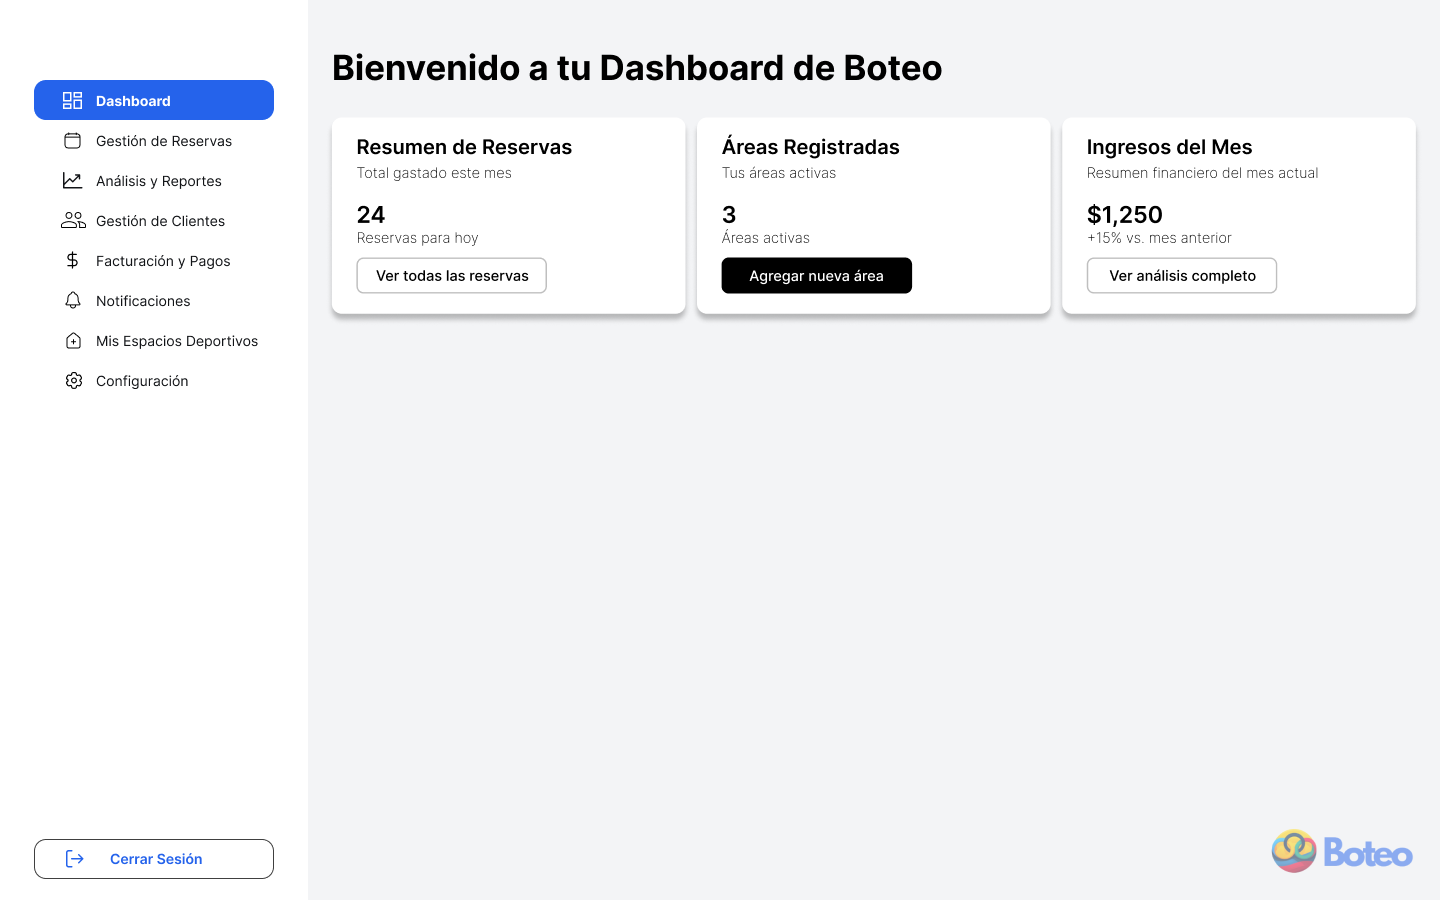 Dashboard
Gestión de Reservas
Análisis y Reportes
Gestión de Clientes
Facturación y Pagos
Notificaciones
Mis Espacios Deportivos
Configuración
Cerrar Sesión
Bienvenido a tu Dashboard de Boteo
Resumen de Reservas
Total gastado este mes
24
Reservas para hoy
Ver todas las reservas
Áreas Registradas
Tus áreas activas
3
Áreas activas
Agregar nueva área
Ingresos del Mes
Resumen financiero del mes actual
$1,250
+15% vs. mes anterior
Ver análisis completo
Boteo